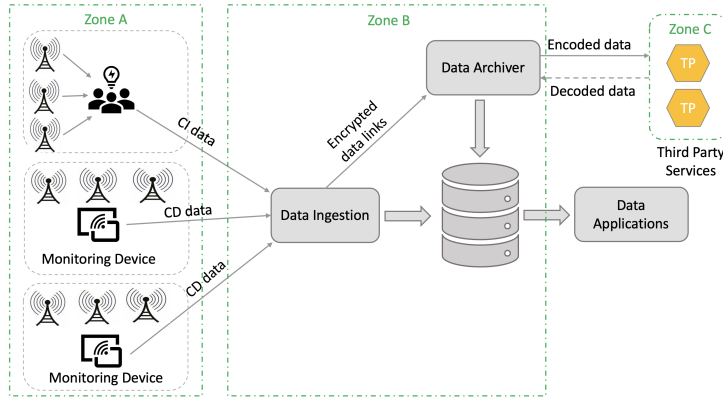 Zone A
Zone B
Zone C
CI data
CD data
Monitoring Device
CD data
Monitoring Device
Data Ingestion
Encrypted
data links
Data Archiver
Encoded data
Decoded data
TP
TP
Third Party
Services
Data
Applications